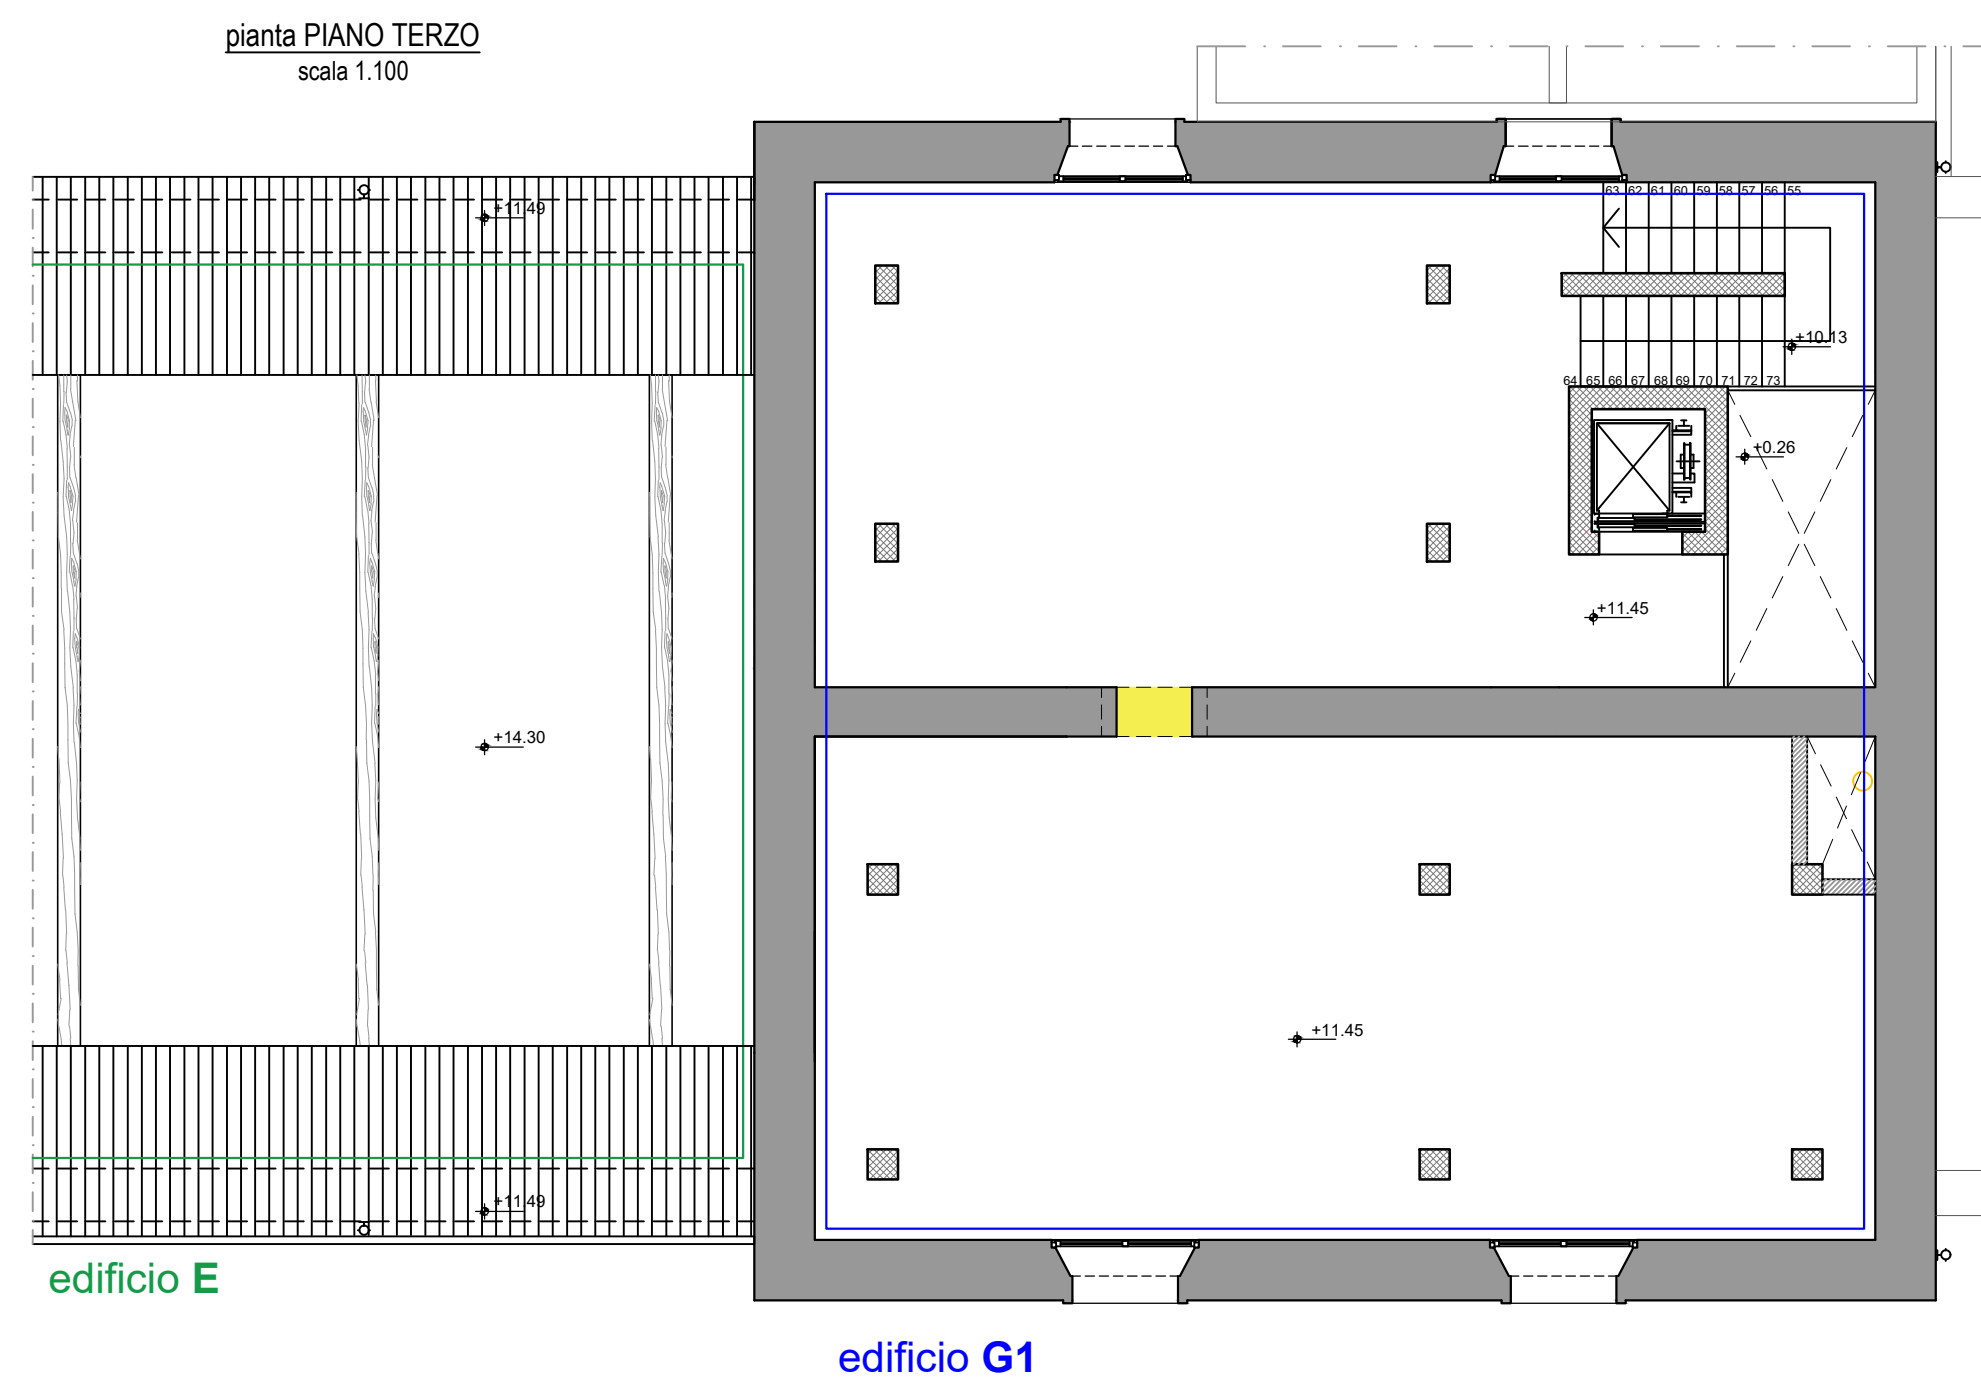 pianta PIANO TERZO
scala 1.100
63 62 61 60 59 58 57 56 55
+11.49
+10.13
64 65 66 67 68 69 70 71 72 73
+0.26
+11.45
+14.30
+11.45
+11.49
edificio E
edificio G1